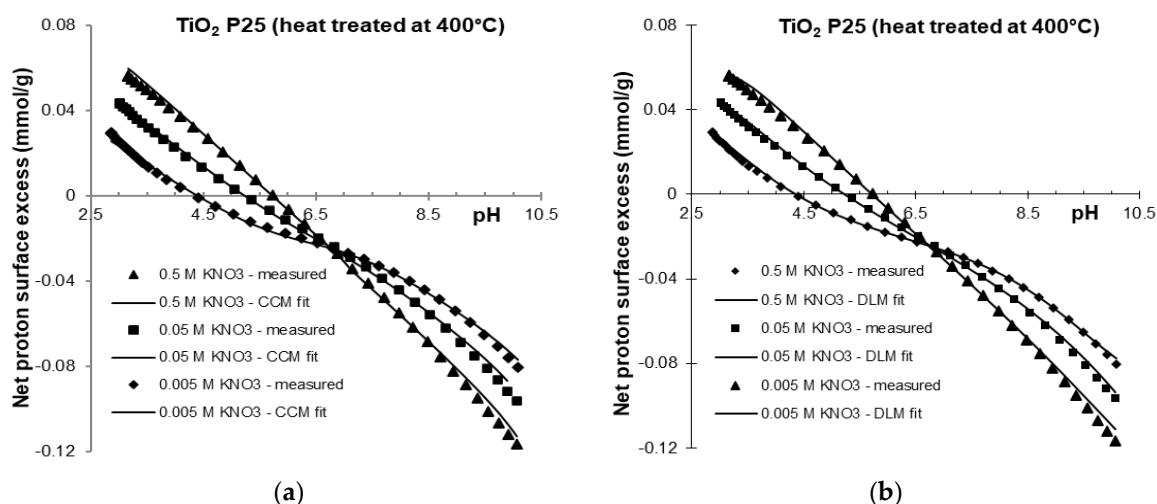 TiO2 P25 (heat treated at 400°C)
Net proton surface excess (mmol/g)
0.08
0.04
0
-0.04
-0.08
-0.12
2.5
4.5
6.5
8.5
10.5
pH
0.5 M KNO3 - measured
0.5 M KNO3 - CCM fit
0.05 M KNO3 - measured
0.05 M KNO3 - CCM fit
0.005 M KNO3 - measured
0.005 M KNO3 - CCM fit
(a)
TiO2 P25 (heat treated at 400°C)
Net proton surface excess (mmol/g)
0.08
0.04
0
-0.04
-0.08
-0.12
2.5
4.5
6.5
8.5
10.5
pH
0.5 M KNO3 - measured
0.5 M KNO3 - DLM fit
0.05 M KNO3 - measured
0.05 M KNO3 - DLM fit
0.005 M KNO3 - measured
0.005 M KNO3 - DLM fit
(b)